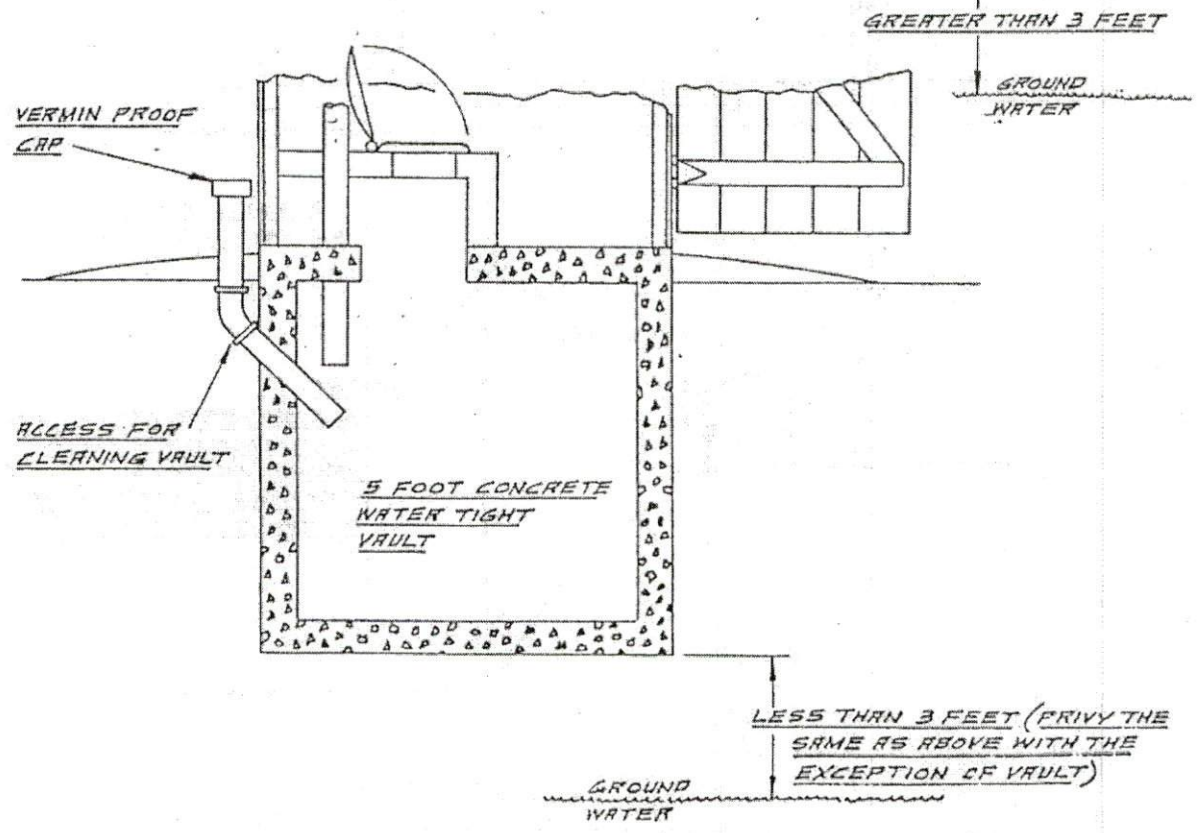 GREATER THAN 3 FEET
GROUND
WATER
VERMIN PROOF
CAP
ACCESS FOR
CLEANING VAULT
5 FOOT CONCRETE
WATER TIGHT
VAULT
LESS THAN 3 FEET (PRIVY THE
SAME AS ABOVE WITH THE
EXCEPTION OF VAULT)
GROUND
WATER